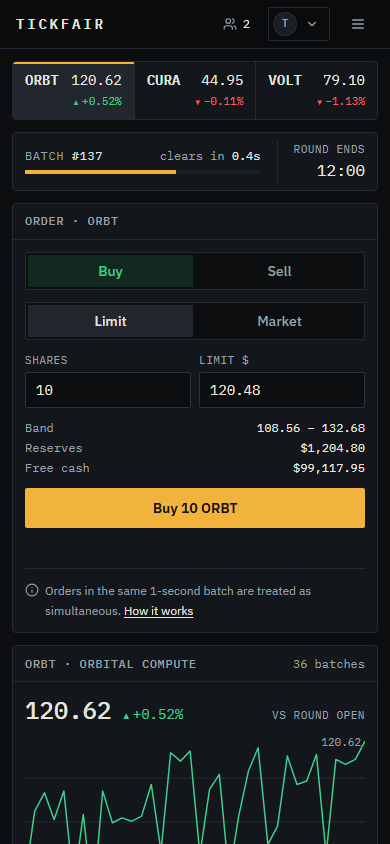 TICKFAIR 2 T
ORBT 120.62 ▲ +0.52%
CURA 44.95 ▼ −0.11%
VOLT 79.10 ▼ −1.13%
BATCH #137 clears in 0.4s
ROUND ENDS
12:00
ORDER · ORBT
Buy Sell
Limit Market
SHARES LIMIT $
10 120.48
Band 108.56 – 132.68
Reserves $1,204.80
Free cash $99,117.95
Buy 10 ORBT
Orders in the same 1-second batch are treated as
simultaneous. How it works
ORBT · ORBITAL COMPUTE 36 batches
120.62 ▲ +0.52% VS ROUND OPEN
120.62